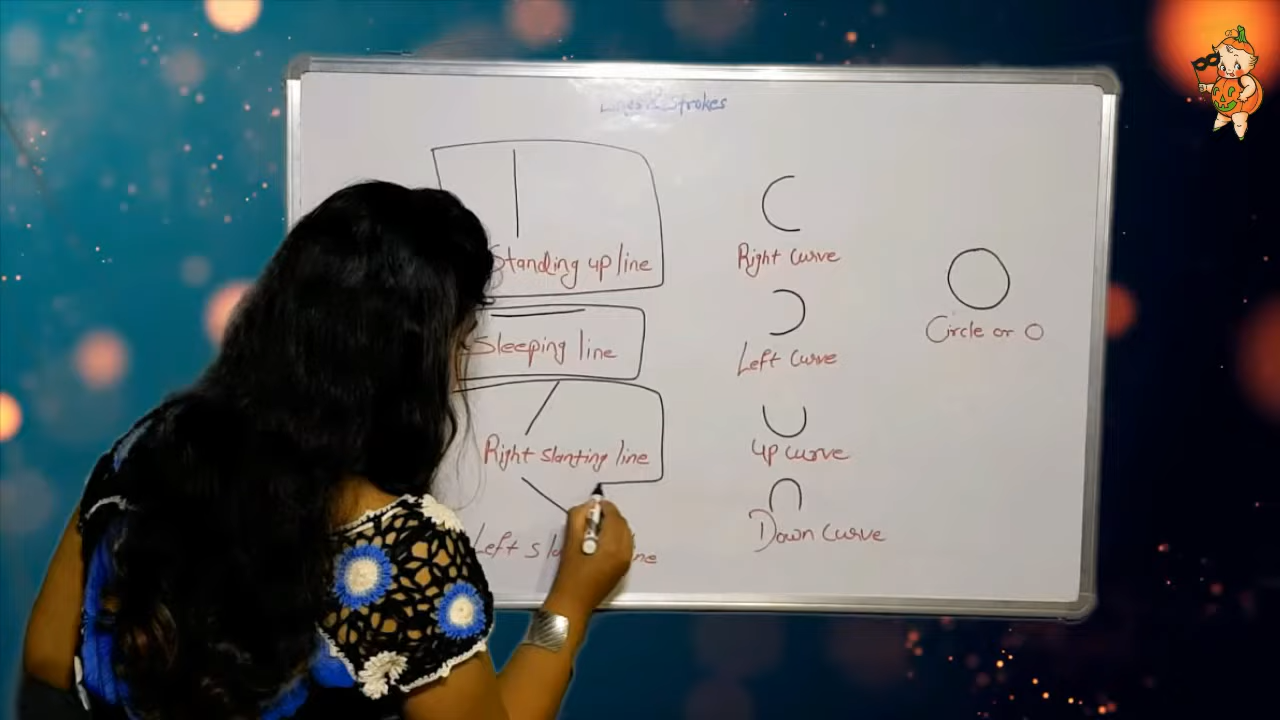 Strokes
Standing up line
Sleeping line
Right slanting line
Left
Right curve
Left curve
Up curve
Down curve
Circle or O